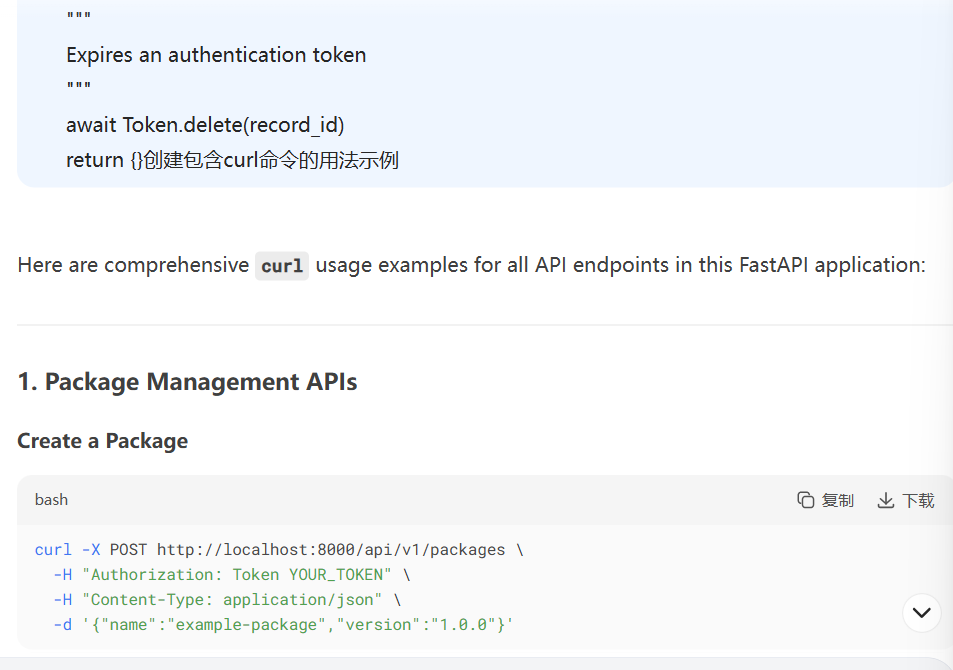 """
Expires an authentication token
"""
await Token.delete(record_id)
return {}创建包含curl命令的用法示例
Here are comprehensive curl usage examples for all API endpoints in this FastAPI application:
1. Package Management APIs
Create a Package
bash
复制
下载
curl -X POST http://localhost:8000/api/v1/packages \
-H "Authorization: Token YOUR_TOKEN" \
-H "Content-Type: application/json" \
-d '{"name":"example-package","version":"1.0.0"}'